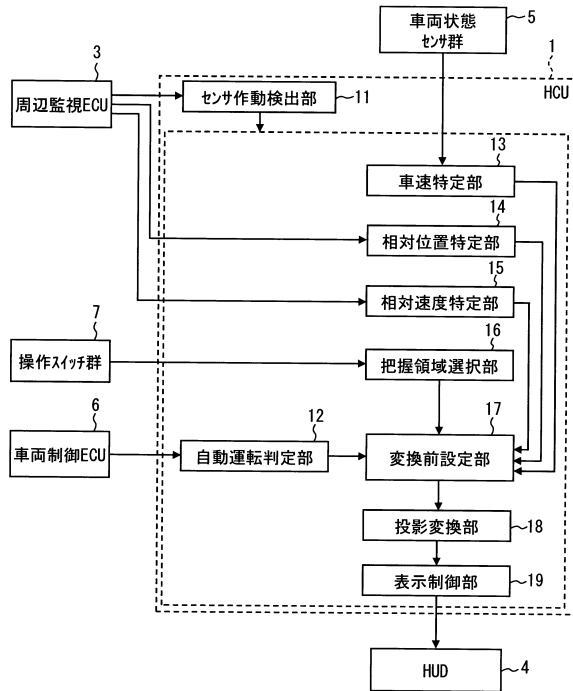 車両状態
センサ群
5
1
HCU
3
周辺監視ECU
センサ作動検出部
11
13
車速特定部
14
相対位置特定部
15
相対速度特定部
7
操作スイッチ群
16
把握領域選択部
6
車両制御ECU
12
自動運転判定部
17
変換前設定部
投影変換部
18
表示制御部
19
HUD
4